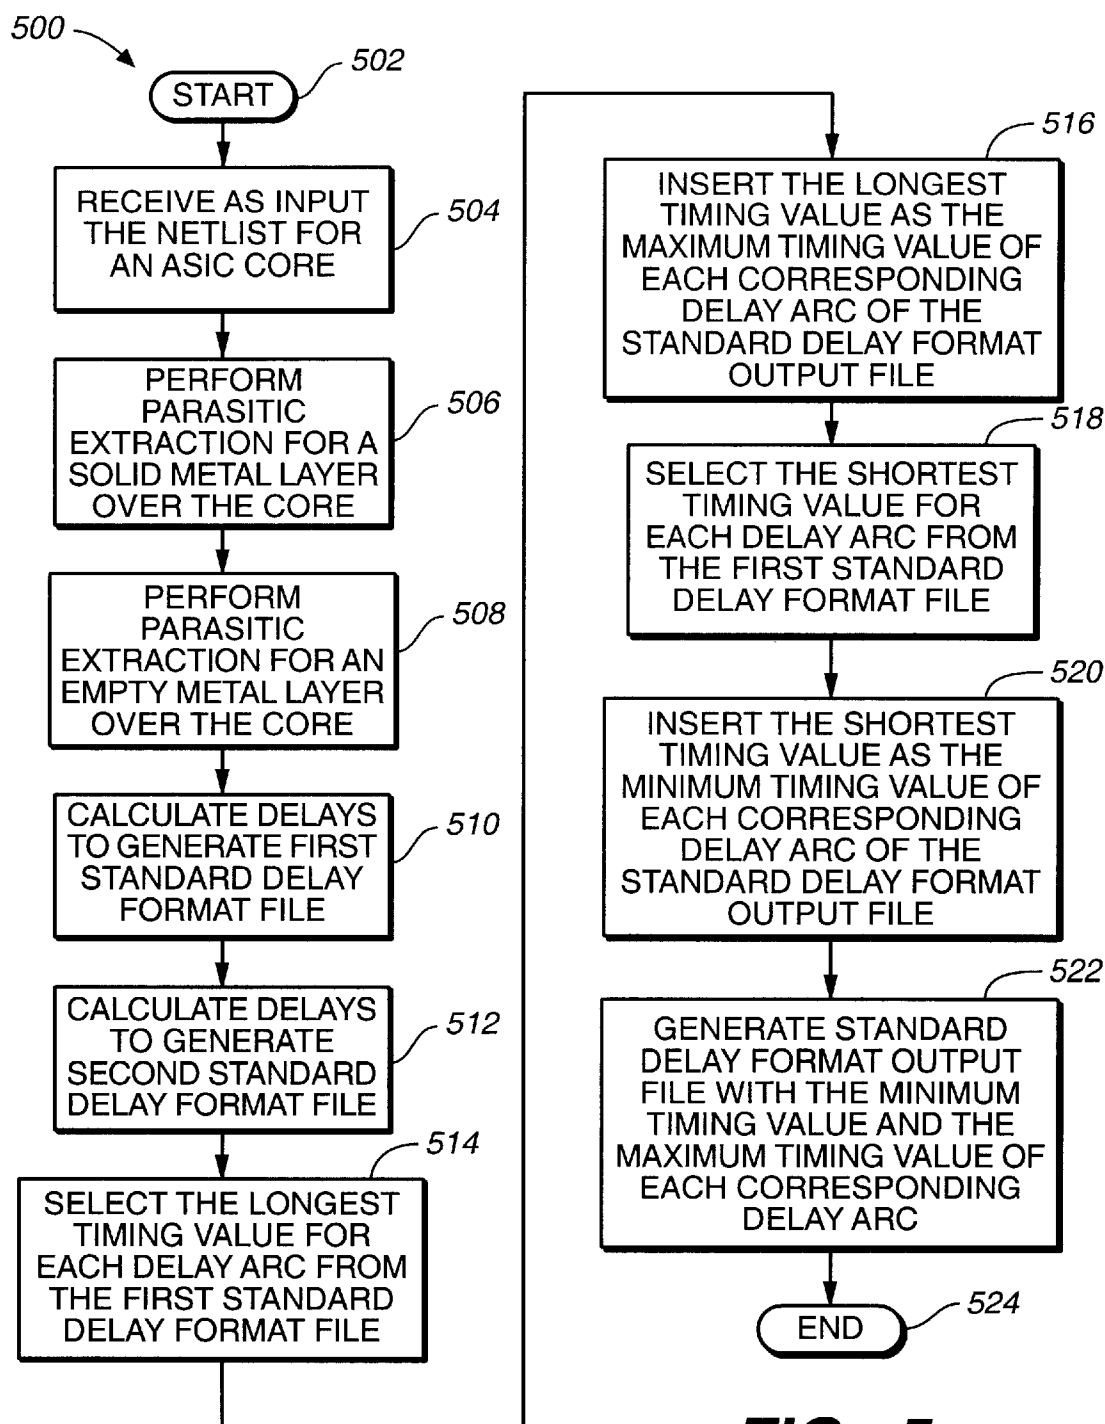 500
502
START
RECEIVE AS INPUT
THE NETLIST FOR
AN ASIC CORE
504
PERFORM
PARASITIC
EXTRACTION FOR A
SOLID METAL LAYER
OVER THE CORE
506
PERFORM
PARASITIC
EXTRACTION FOR AN
EMPTY METAL LAYER
OVER THE CORE
508
CALCULATE DELAYS
TO GENERATE FIRST
STANDARD DELAY
FORMAT FILE
510
CALCULATE DELAYS
TO GENERATE
SECOND STANDARD
DELAY FORMAT FILE
512
514
SELECT THE LONGEST
TIMING VALUE FOR
EACH DELAY ARC FROM
THE FIRST STANDARD
DELAY FORMAT FILE
516
INSERT THE LONGEST
TIMING VALUE AS THE
MAXIMUM TIMING VALUE OF
EACH CORRESPONDING
DELAY ARC OF THE
STANDARD DELAY FORMAT
OUTPUT FILE
518
SELECT THE SHORTEST
TIMING VALUE FOR
EACH DELAY ARC FROM
THE FIRST STANDARD
DELAY FORMAT FILE
520
INSERT THE SHORTEST
TIMING VALUE AS THE
MINIMUM TIMING VALUE OF
EACH CORRESPONDING
DELAY ARC OF THE
STANDARD DELAY FORMAT
OUTPUT FILE
522
GENERATE STANDARD
DELAY FORMAT OUTPUT
FILE WITH THE MINIMUM
TIMING VALUE AND THE
MAXIMUM TIMING VALUE OF
EACH CORRESPONDING
DELAY ARC
END
524